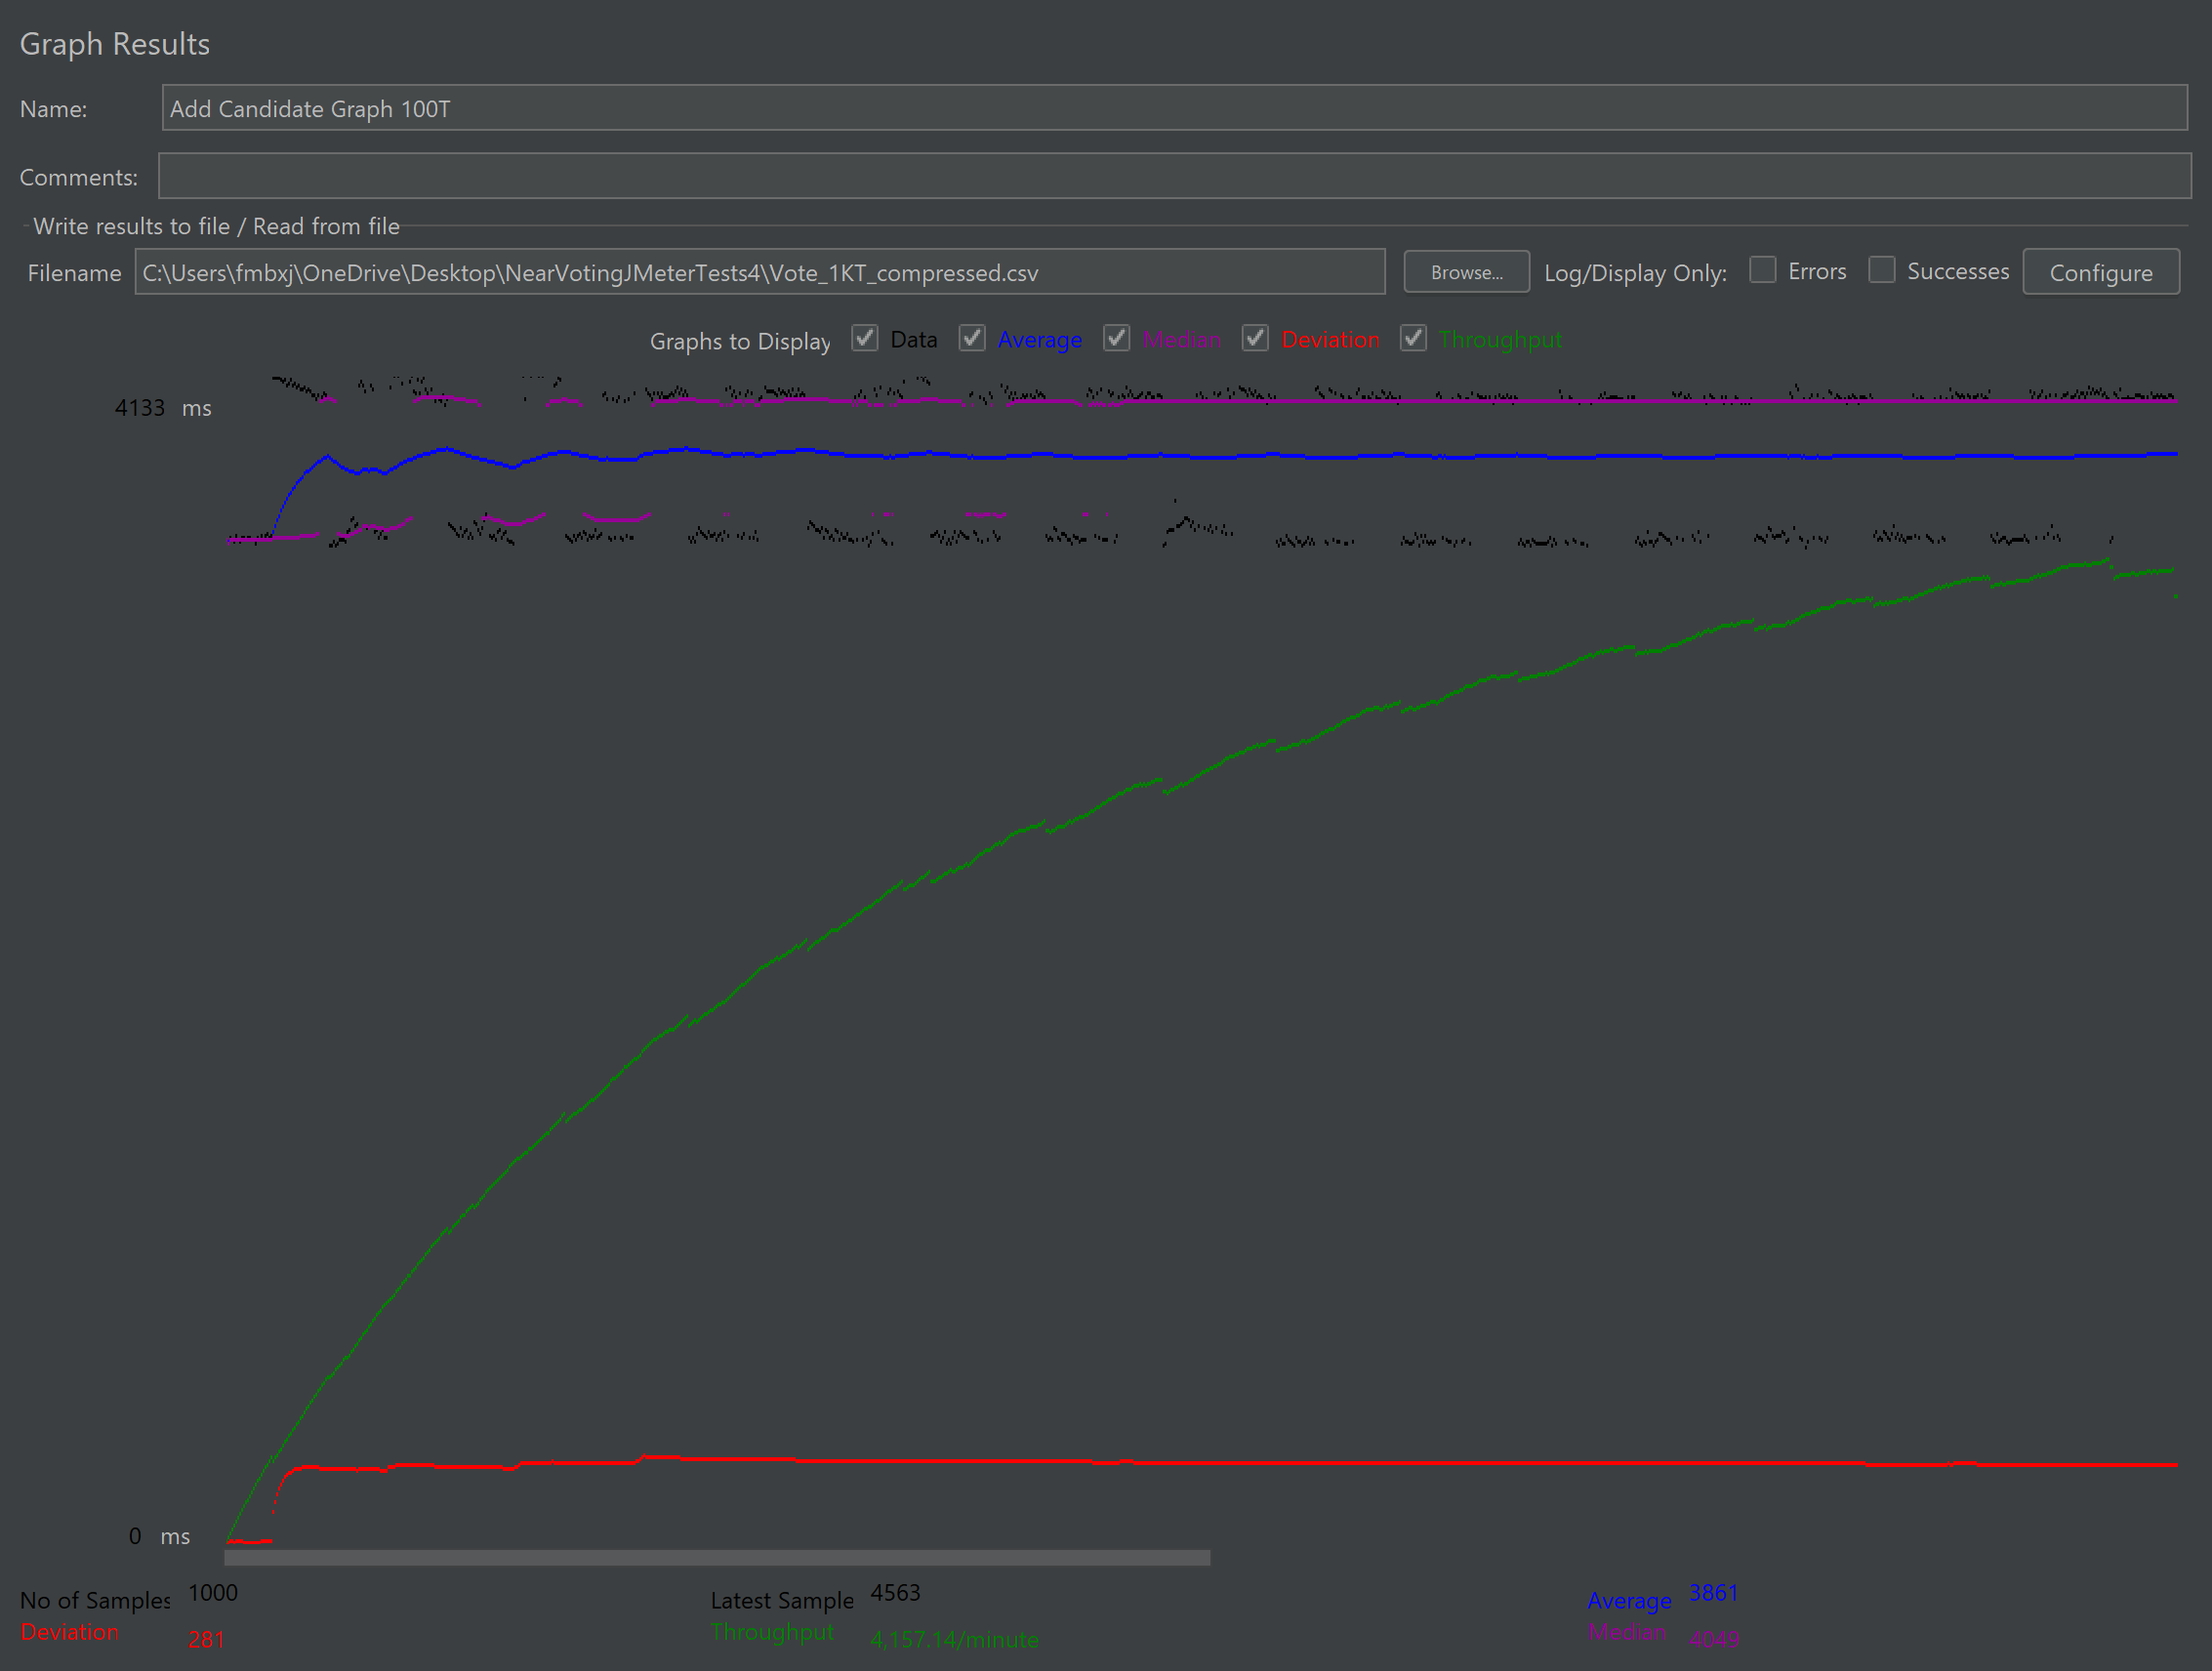 Graph Results
Name: Add Candidate Graph 100T
Comments:
Write results to file / Read from file
Filename C:\Users\fmbxj\OneDrive\Desktop\NearVotingJMeterTests4\Vote_1KT_compressed.csv Browse... Log/Display Only: Errors Successes Configure
Graphs to Display Data Average Median Deviation Throughput
4133 ms
0 ms
No of Samples 1000 Latest Sample 4563 Average 3861
Deviation 281 Throughput 4,157.14/minute Median 4049